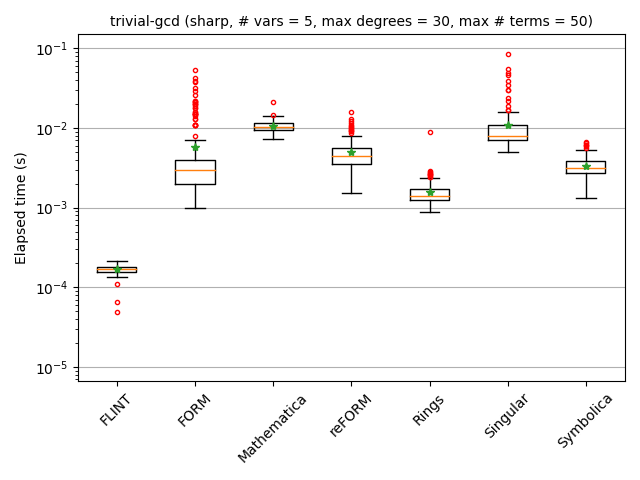 trivial-gcd (sharp, # vars = 5, max degrees = 30, max # terms = 50)
Elapsed time (s)
10⁻¹
10⁻²
10⁻³
10⁻⁴
10⁻⁵
FLINT
FORM
Mathematica
reFORM
Rings
Singular
Symbolica